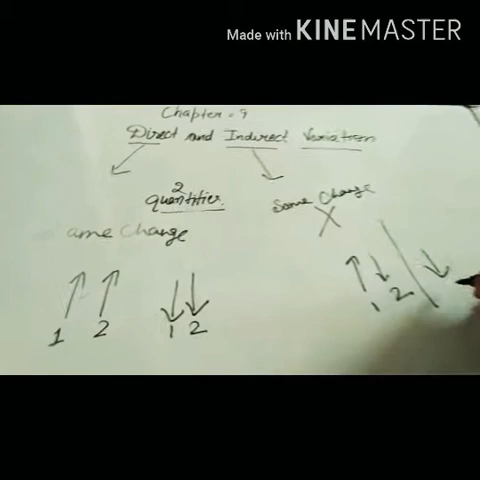 Made with KINEMASTER
Chapter - 9
Direct and Indirect Variation
2
quantities
Same Change
X
ame Change
1 2
1 2
1 2